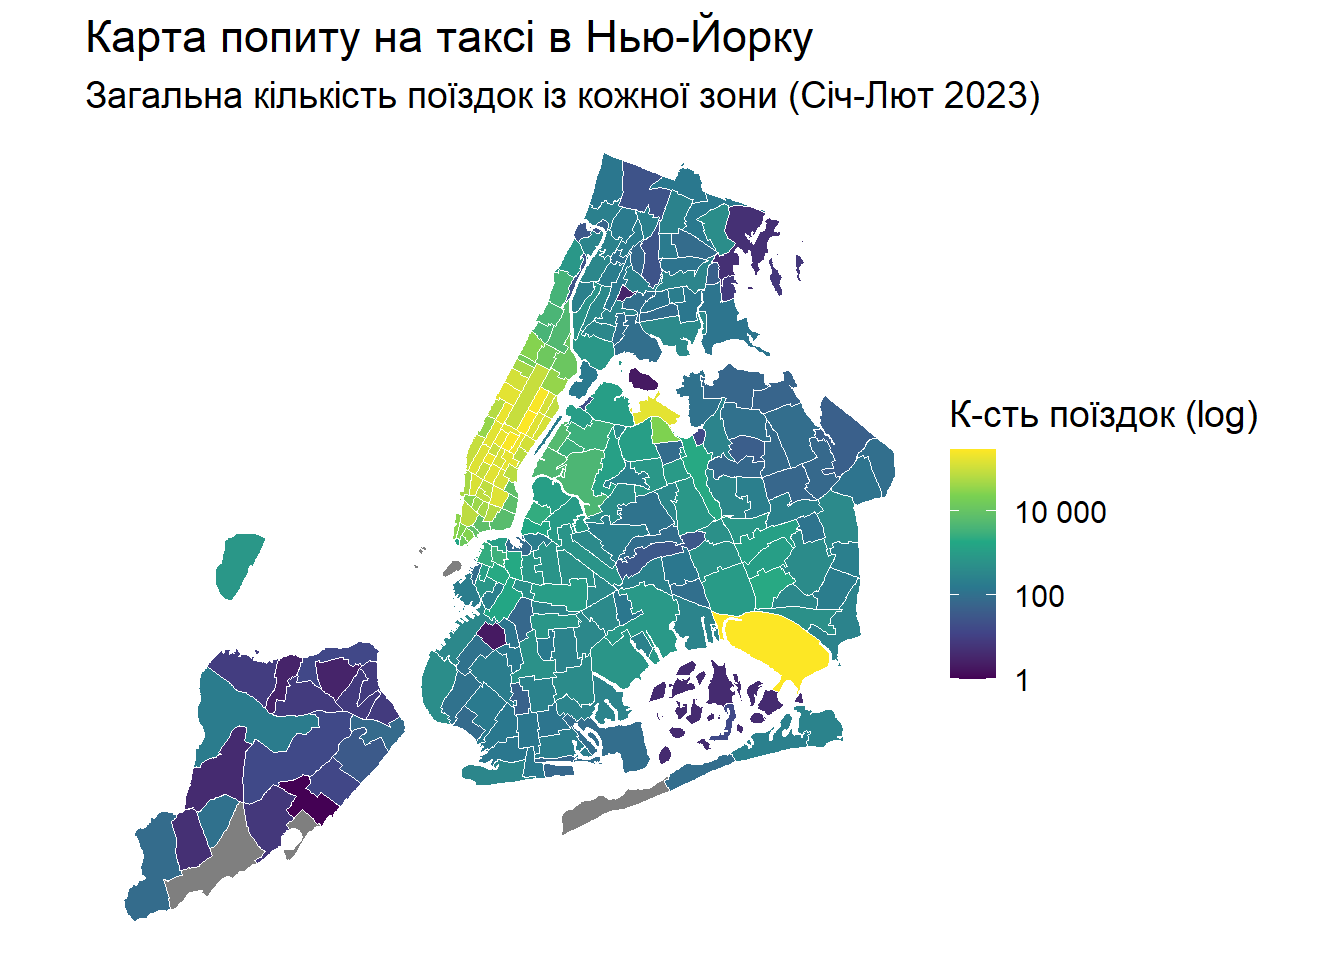 Карта попиту на таксі в Нью-Йорку
Загальна кількість поїздок із кожної зони (Січ-Лют 2023)
К-сть поїздок (log)
10 000
100
1